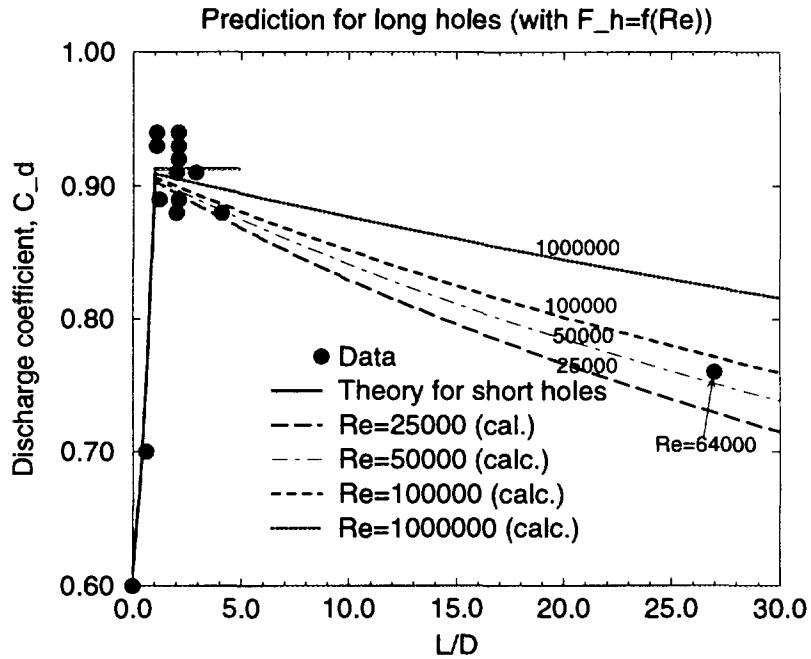 Prediction for long holes (with F_h=f(Re))
Discharge coefficient, C_d
1.00
0.90
0.80
0.70
0.60
1000000
100000
50000
25000
Data
Theory for short holes
Re=25000 (cal.)
Re=50000 (calc.)
Re=100000 (calc.)
Re=1000000 (calc.)
Re=64000
0.0 5.0 10.0 15.0 20.0 25.0 30.0
L/D